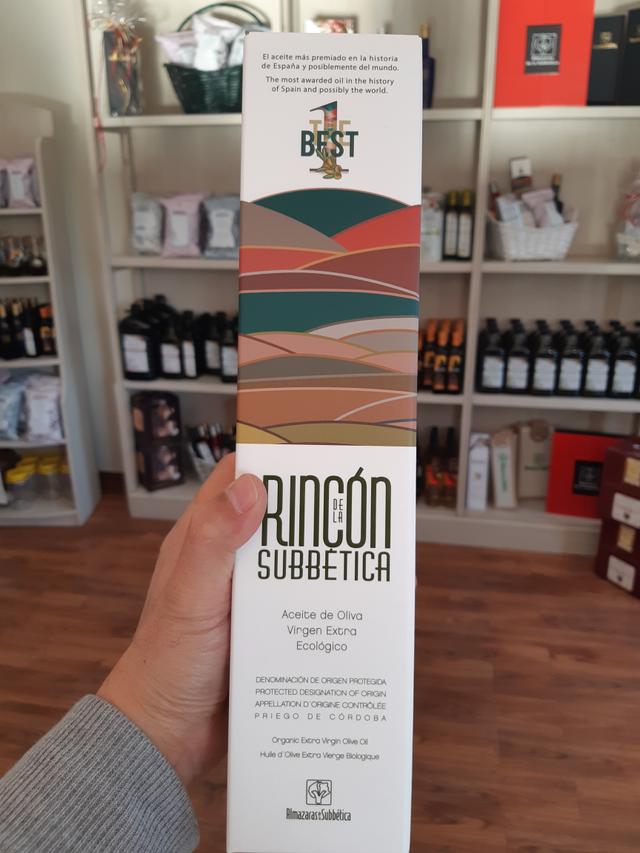 El aceite más premiado en la historia
de España y posiblemente del mundo.
The most awarded oil in the history
of Spain and possibly the world.
1
THE
BEST
RINCÓN
DE
LA
SUBBÉTICA
Aceite de Oliva
Virgen Extra
Ecológico
DENOMINACIÓN DE ORIGEN PROTEGIDA
PROTECTED DESIGNATION OF ORIGIN
APPELLATION D'ORIGINE CONTRÔLÉE
PRIEGO DE CÓRDOBA
Organic Extra Virgin Olive Oil
Huile d'Olive Extra Vierge Biologique
Almazaras de la Subbética